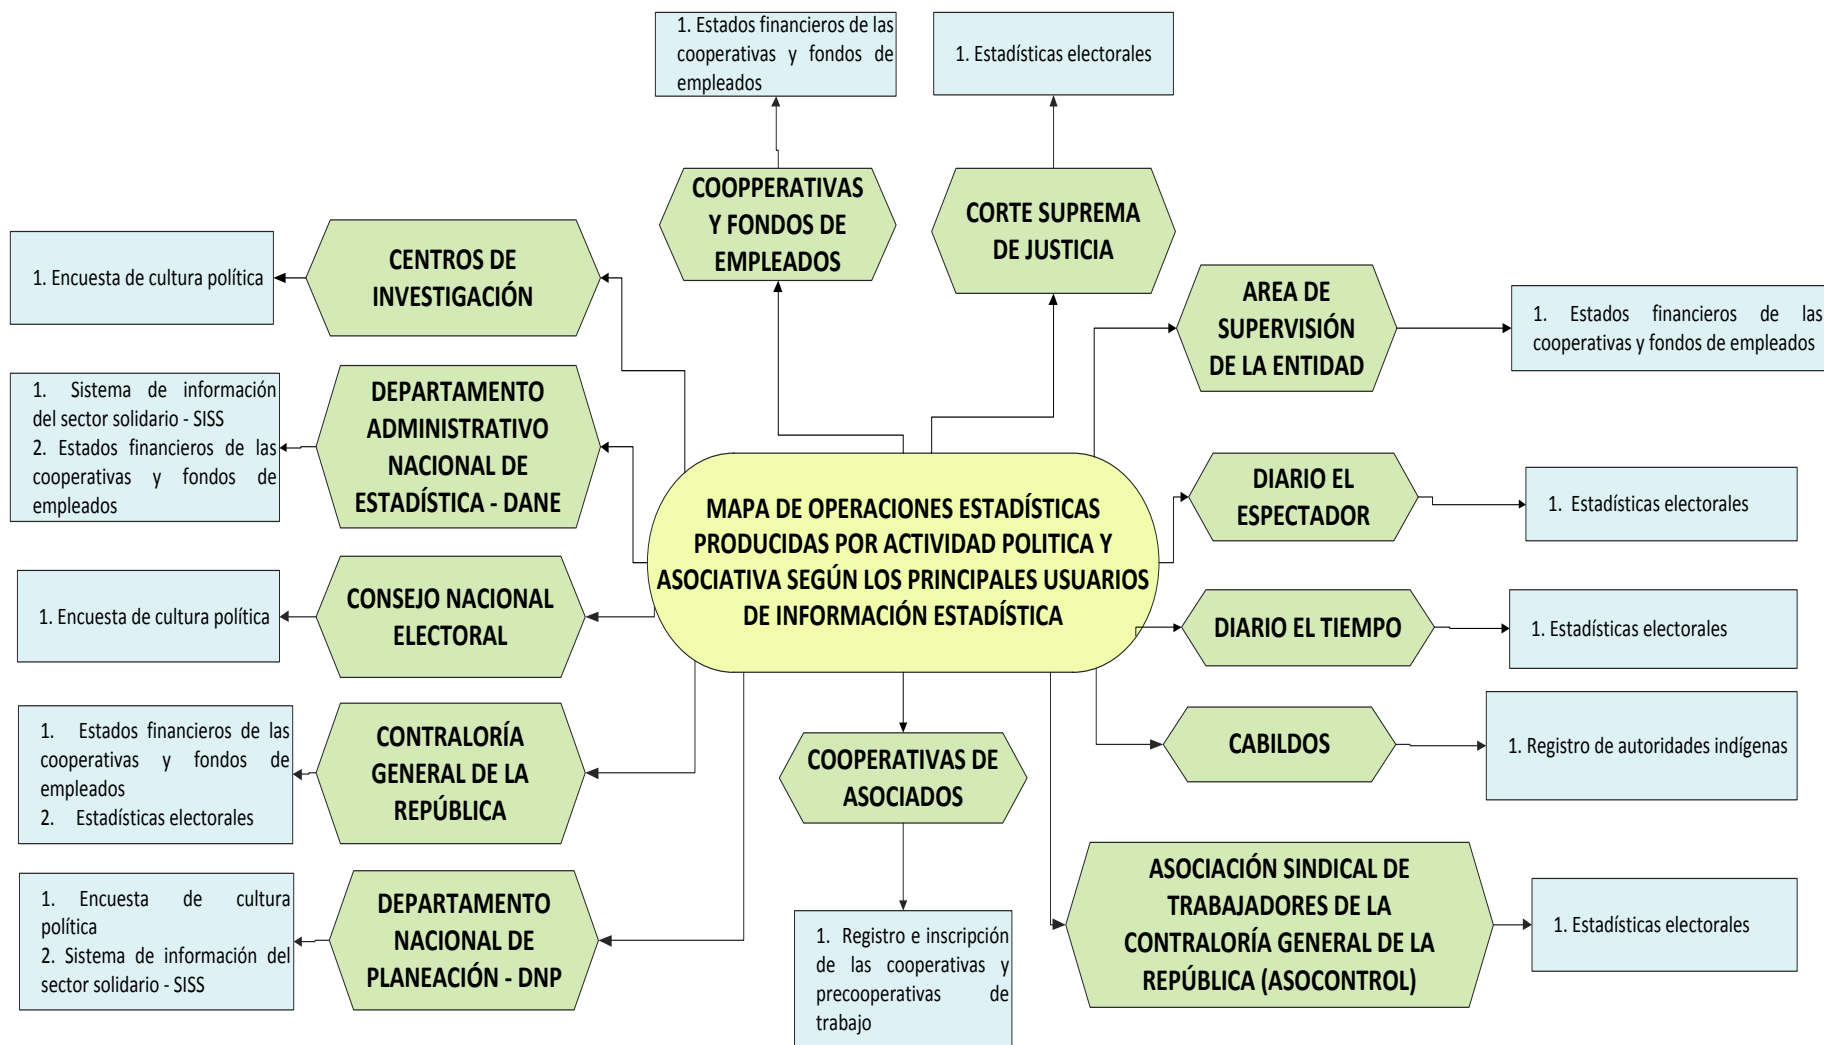 1. Estados financieros de las
cooperativas y fondos de
empleados
1. Estadísticas electorales
COOPPERATIVAS
Y FONDOS DE
EMPLEADOS
CORTE SUPREMA
DE JUSTICIA
CENTROS DE
INVESTIGACIÓN
1. Encuesta de cultura política
AREA DE
SUPERVISIÓN
DE LA ENTIDAD
1. Estados financieros de las
cooperativas y fondos de empleados
1. Sistema de información
del sector solidario - SISS
2. Estados financieros de las
cooperativas y fondos de
empleados
DEPARTAMENTO
ADMINISTRATIVO
NACIONAL DE
ESTADÍSTICA - DANE
DIARIO EL
ESPECTADOR
1. Estadísticas electorales
MAPA DE OPERACIONES ESTADÍSTICAS
PRODUCIDAS POR ACTIVIDAD POLITICA Y
ASOCIATIVA SEGÚN LOS PRINCIPALES USUARIOS
DE INFORMACIÓN ESTADÍSTICA
1. Encuesta de cultura política
CONSEJO NACIONAL
ELECTORAL
DIARIO EL TIEMPO
1. Estadísticas electorales
1. Estados financieros de las
cooperativas y fondos de
empleados
2. Estadísticas electorales
CONTRALORÍA
GENERAL DE LA
REPÚBLICA
COOPERATIVAS DE
ASOCIADOS
CABILDOS
1. Registro de autoridades indígenas
1. Encuesta de cultura
política
2. Sistema de información del
sector solidario - SISS
DEPARTAMENTO
NACIONAL DE
PLANEACIÓN - DNP
1. Registro e inscripción
de las cooperativas y
precooperativas de
trabajo
ASOCIACIÓN SINDICAL DE
TRABAJADORES DE LA
CONTRALORÍA GENERAL DE LA
REPÚBLICA (ASOCONTROL)
1. Estadísticas electorales